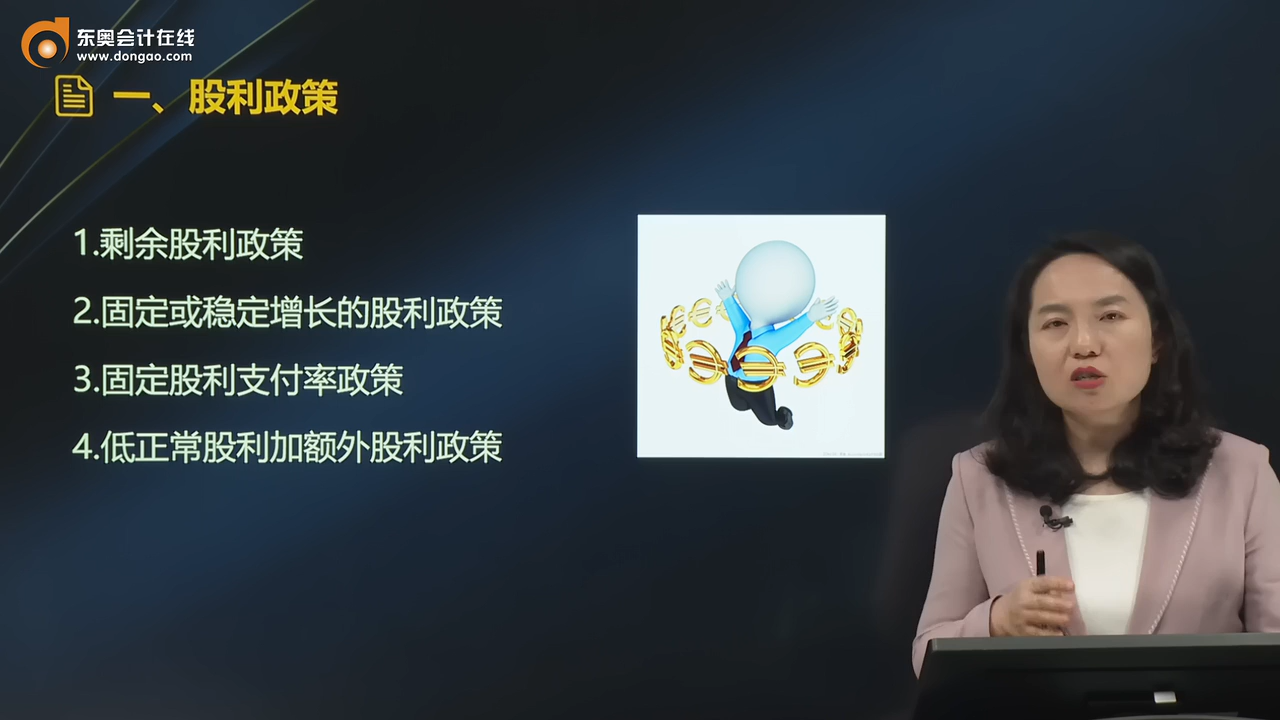 东奥会计在线
www.dongao.com
一、股利政策
1.剩余股利政策
2.固定或稳定增长的股利政策
3.固定股利支付率政策
4.低正常股利加额外股利政策